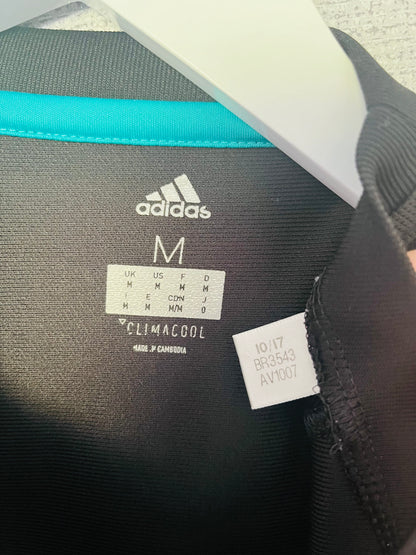 adidas
M
UK US F D
M M M M
I E CDN J
M M M/M O
CLIMACOOL
MADE IN CAMBODIA
10/17
BR3543
AV1007